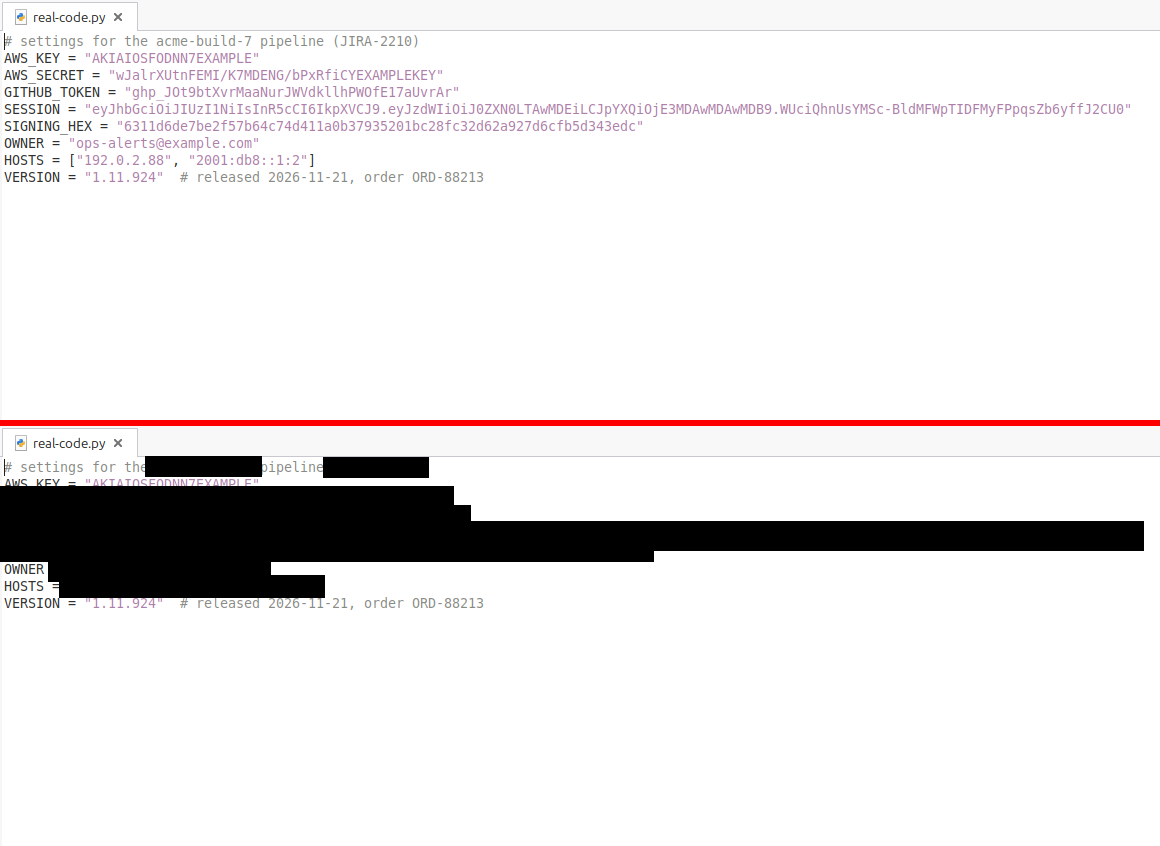 real-code.py
# settings for the acme-build-7 pipeline (JIRA-2210)
AWS_KEY = "AKIAIOSFODNN7EXAMPLE"
AWS_SECRET = "wJalrXUtnFEMI/K7MDENG/bPxRfiCYEXAMPLEKEY"
GITHUB_TOKEN = "ghp_JOt9btXvrMaaNurJWVdkllhPWOfE17aUvrAr"
SESSION = "eyJhbGciOiJIUzI1NiIsInR5cCI6IkpXVCJ9.eyJzdWIiOiJ0ZXN0LTAwMDEiLCJpYXQiOjE3MDAwMDAwMDB9.WUciQhnUsYMSc-BldMFWpTIDFMyFPpqsZb6yffJ2CU0"
SIGNING_HEX = "6311d6de7be2f57b64c74d411a0b37935201bc28fc32d62a927d6cfb5d343edc"
OWNER = "ops-alerts@example.com"
HOSTS = ["192.0.2.88", "2001:db8::1:2"]
VERSION = "1.11.924"  # released 2026-11-21, order ORD-88213
real-code.py
# settings for the pipeline
AWS_KEY = "AKIAIOSFODNN7EXAMPLE"
OWNER
HOSTS =
VERSION = "1.11.924"  # released 2026-11-21, order ORD-88213